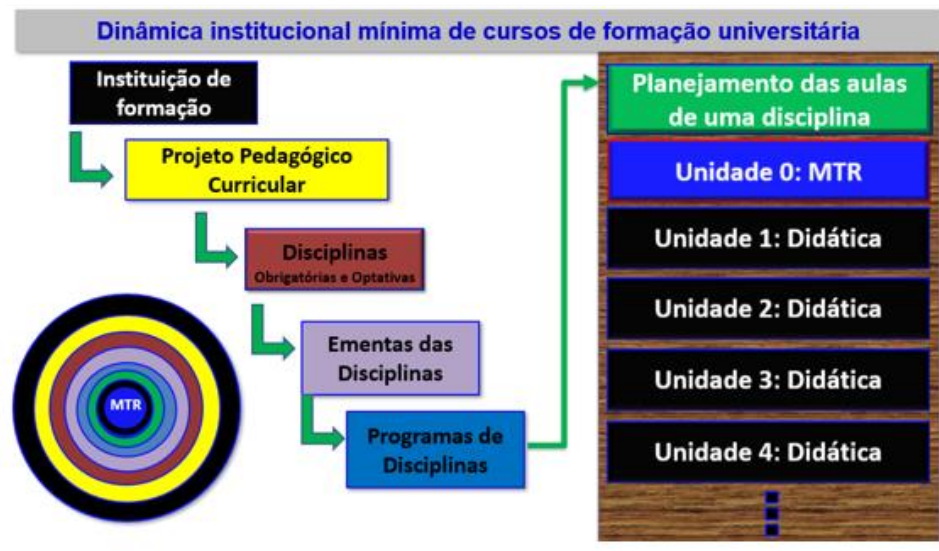 Dinâmica institucional mínima de cursos de formação universitária
Instituição de
formação
Projeto Pedagógico
Curricular
Disciplinas
Obrigatórias e Optativas
Ementas das
Disciplinas
Programas de
Disciplinas
MTR
Planejamento das aulas
de uma disciplina
Unidade 0: MTR
Unidade 1: Didática
Unidade 2: Didática
Unidade 3: Didática
Unidade 4: Didática